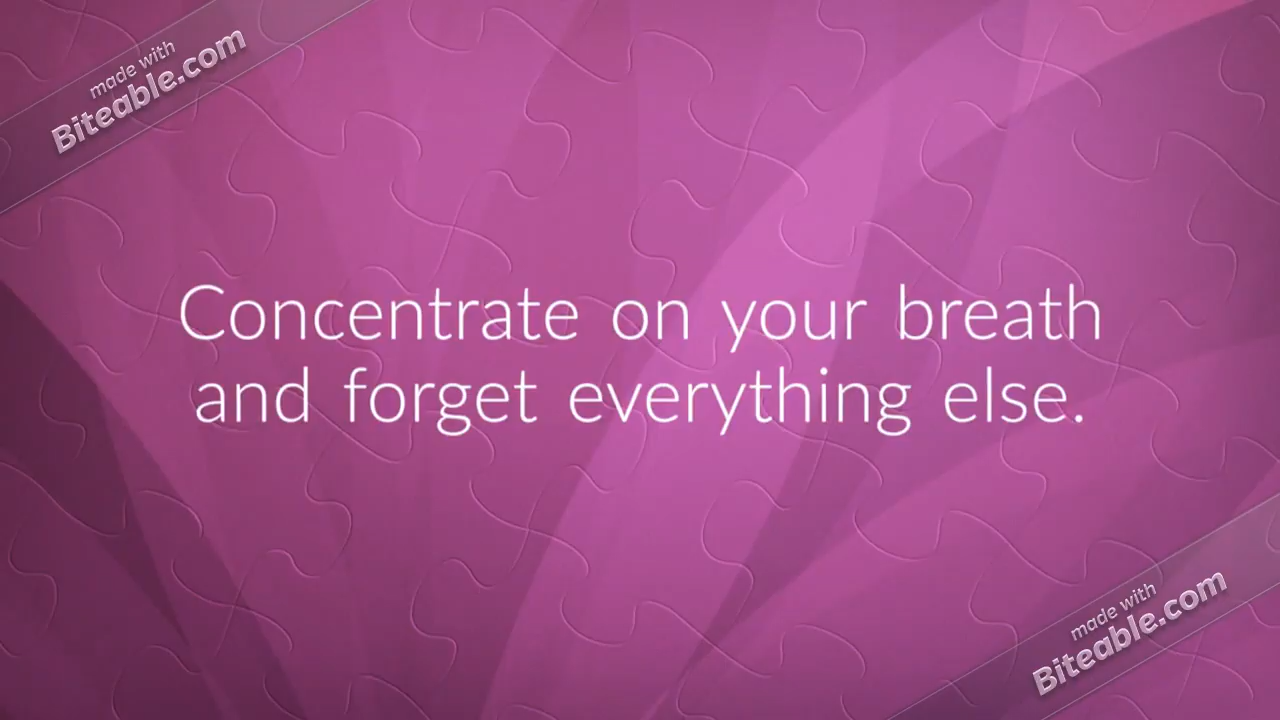 made with
Biteable.com
Concentrate on your breath
and forget everything else.
made with
Biteable.com